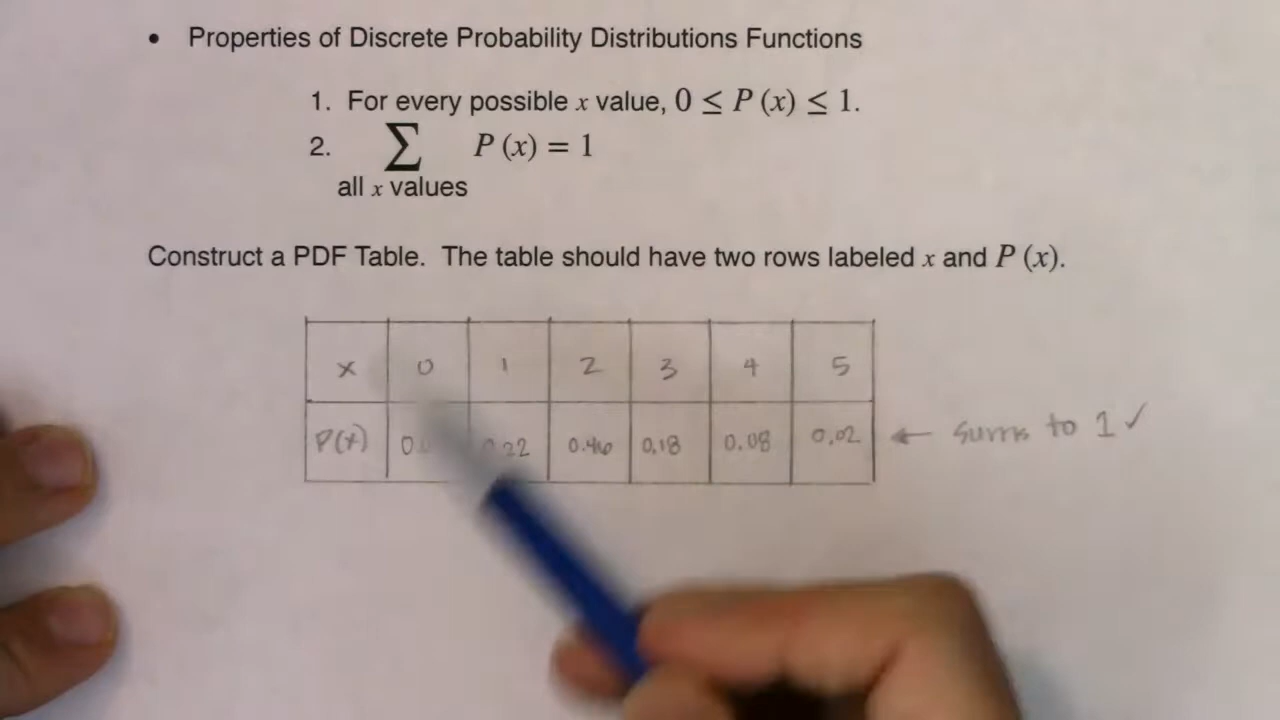 • Properties of Discrete Probability Distributions Functions
1. For every possible x value, 0 ≤ P (x) ≤ 1.
2. ∑ P (x) = 1
all x values
Construct a PDF Table. The table should have two rows labeled x and P (x).
x 0 1 2 3 4 5
P(x) 0.46 0.18 0.08 0.02 ← sums to 1 ✓